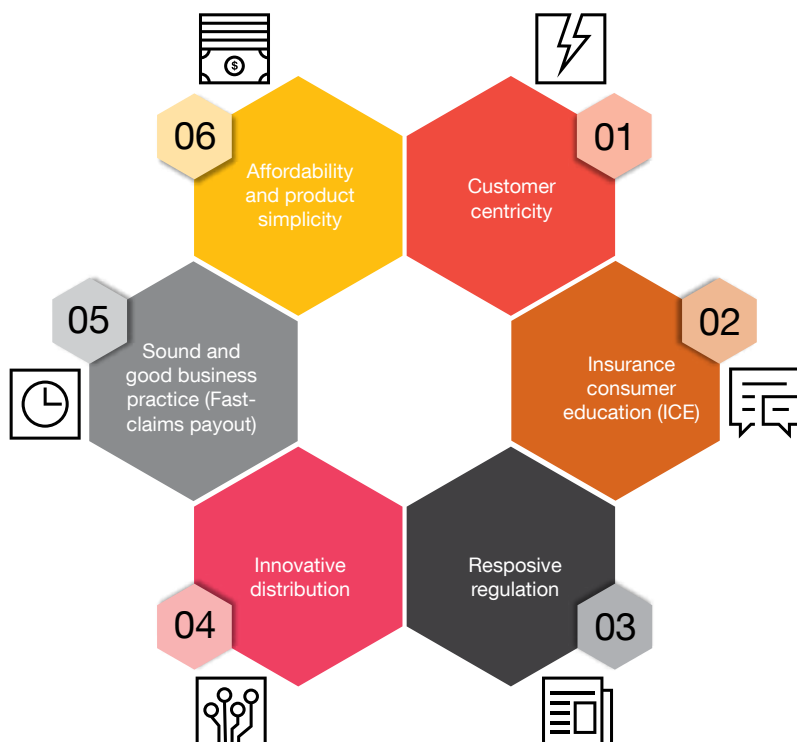 01
Customer
centricity
02
Insurance
consumer
education (ICE)
03
Resposive
regulation
04
Innovative
distribution
05
Sound and
good business
practice (Fast-
claims payout)
06
Affordability
and product
simplicity
$